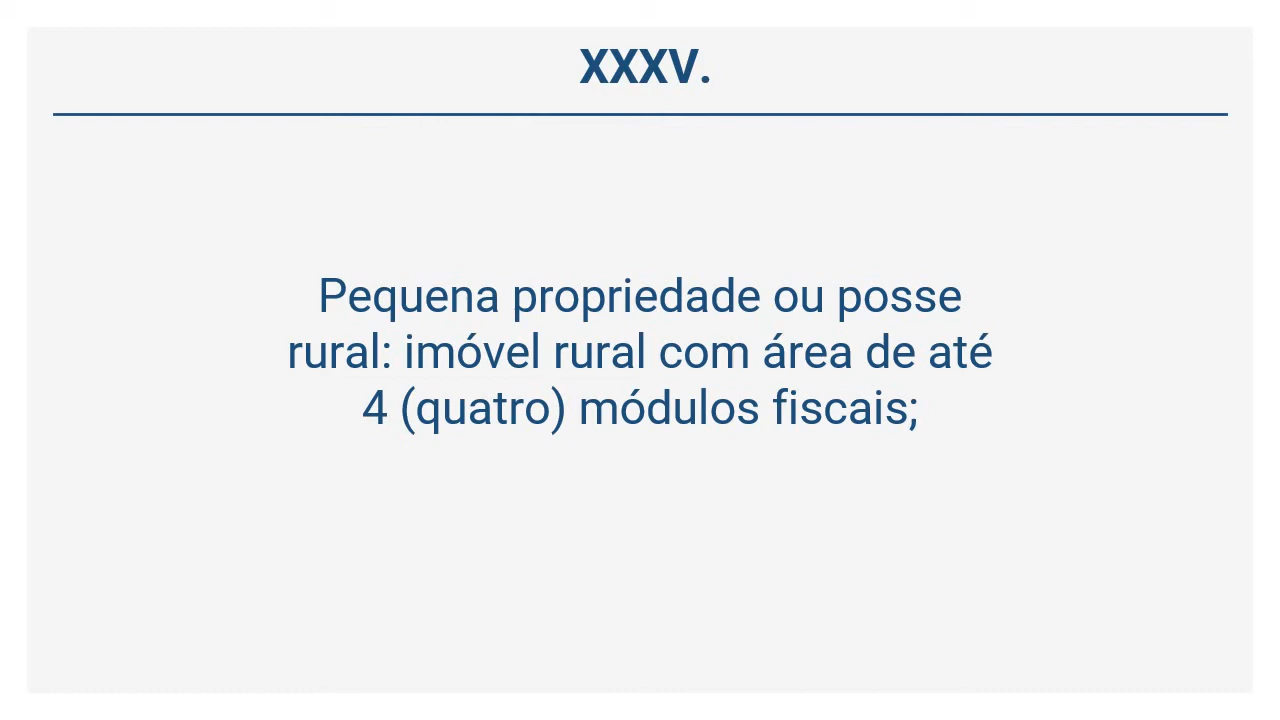 XXXV.
Pequena propriedade ou posse
rural: imóvel rural com área de até
4 (quatro) módulos fiscais;